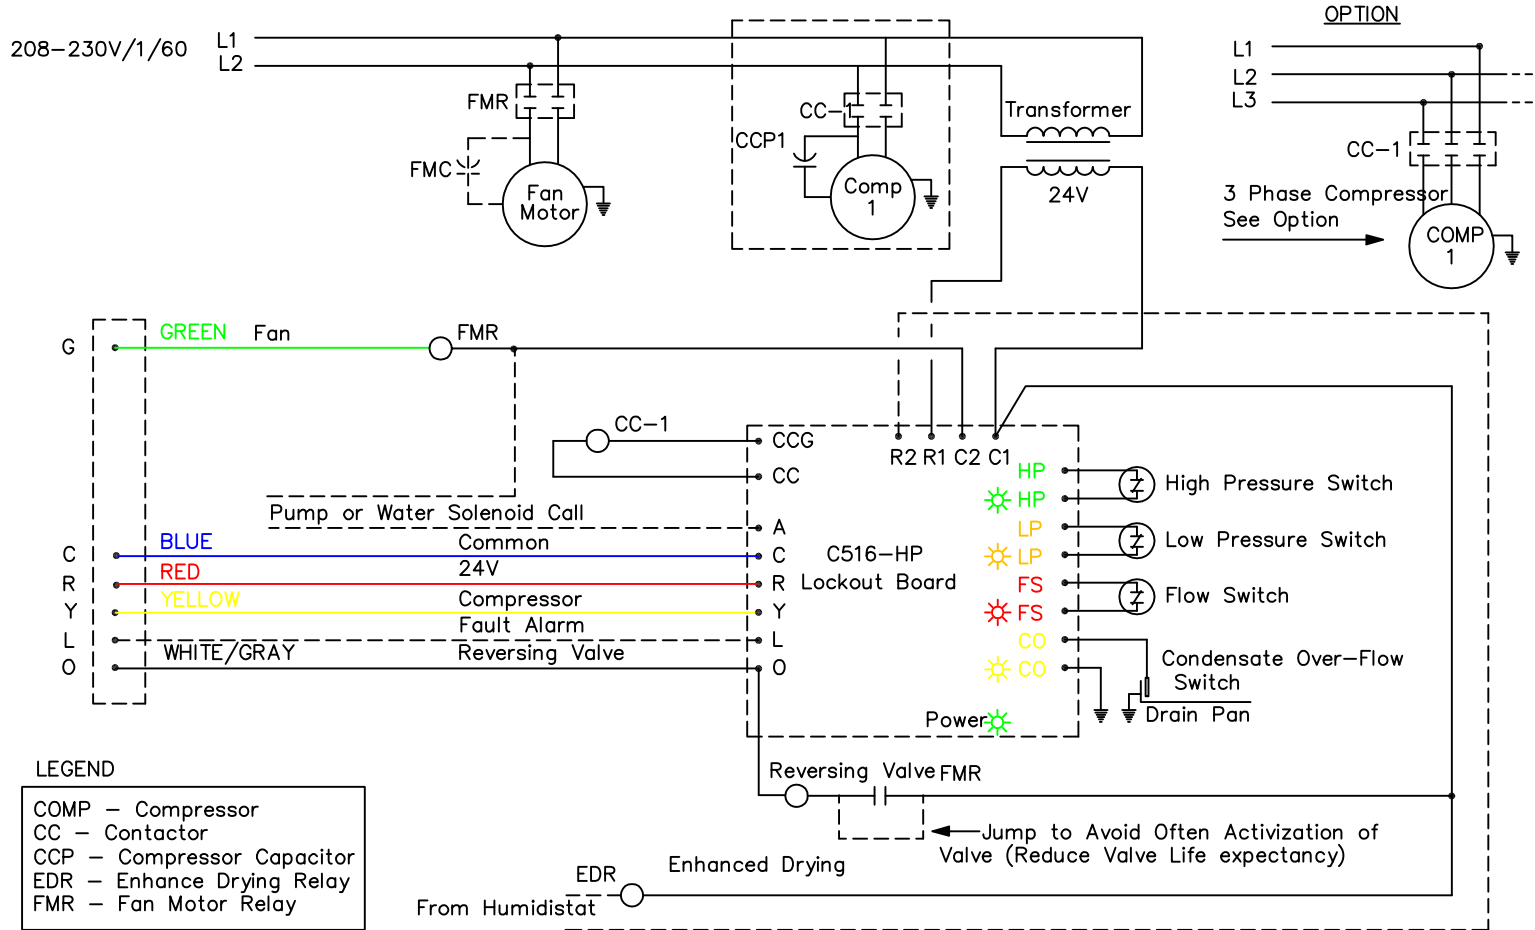 OPTION
208-230V/1/60
L1
L2
FMR
FMC
Fan
Motor
CC-1
CCP1
Comp
1
Transformer
24V
L1
L2
L3
CC-1
3 Phase Compressor
See Option
COMP
1
G
GREEN
Fan
FMR
CC-1
CCG
CC
R2
R1
C2
C1
Pump or Water Solenoid Call
A
C
BLUE
Common
C
R
RED
24V
R
Y
YELLOW
Compressor
Y
Fault Alarm
L
L
O
WHITE/GRAY
Reversing Valve
O
C516-HP
Lockout Board
HP
HP
High Pressure Switch
LP
LP
Low Pressure Switch
FS
FS
Flow Switch
CO
CO
Condensate Over-Flow
Switch
Drain Pan
Power
LEGEND
COMP - Compressor
CC - Contactor
CCP - Compressor Capacitor
EDR - Enhance Drying Relay
FMR - Fan Motor Relay
Reversing Valve
FMR
Jump to Avoid Often Activization of
Valve (Reduce Valve Life expectancy)
Enhanced Drying
EDR
From Humidistat